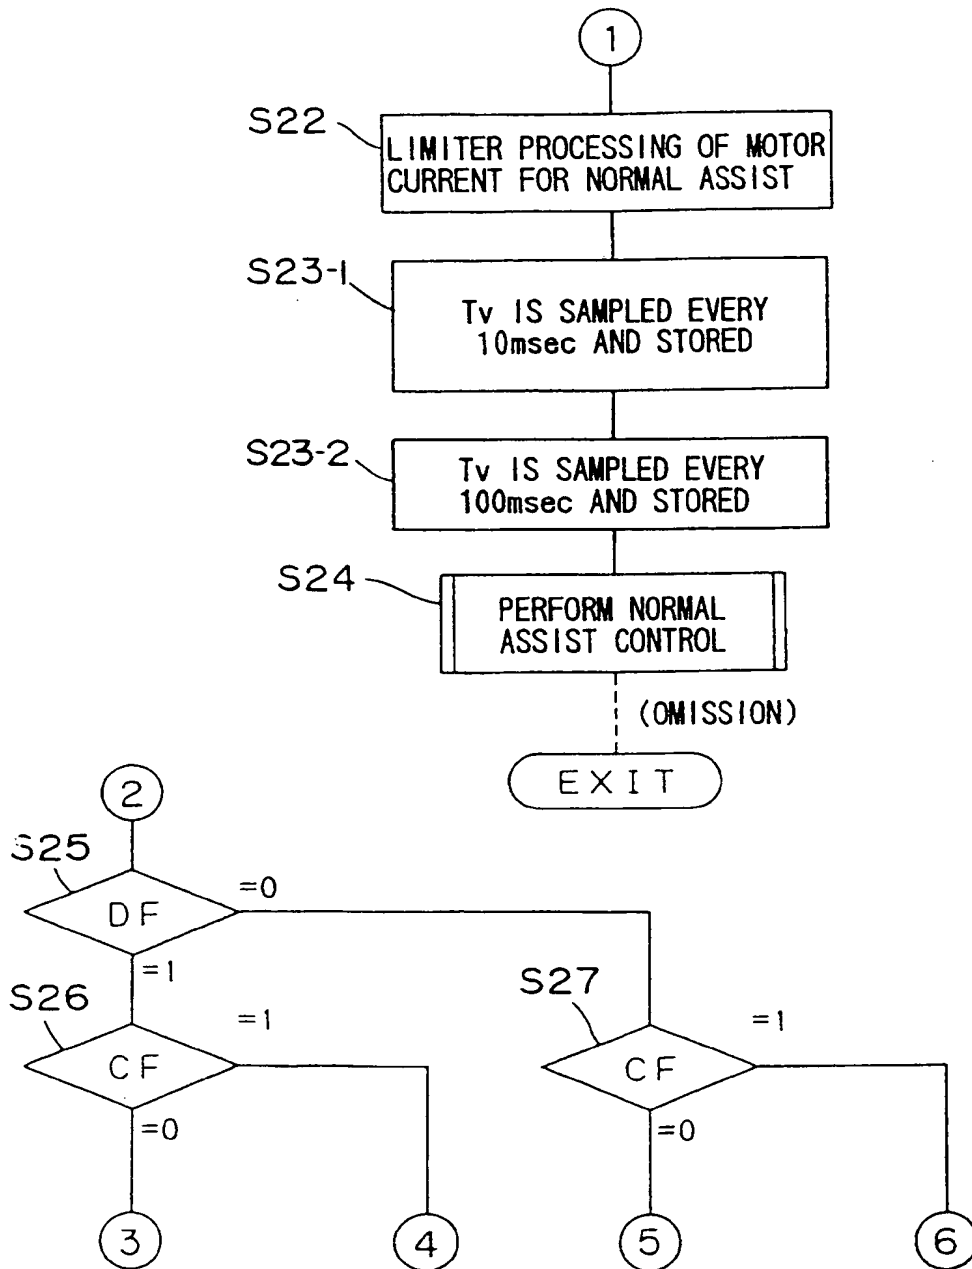 1
S22
LIMITER PROCESSING OF MOTOR
CURRENT FOR NORMAL ASSIST
S23-1
Tv IS SAMPLED EVERY
10msec AND STORED
S23-2
Tv IS SAMPLED EVERY
100msec AND STORED
S24
PERFORM NORMAL
ASSIST CONTROL
(OMISSION)
EXIT
2
S25
DF
=0
=1
S26
CF
=1
=0
S27
CF
=1
=0
3
4
5
6